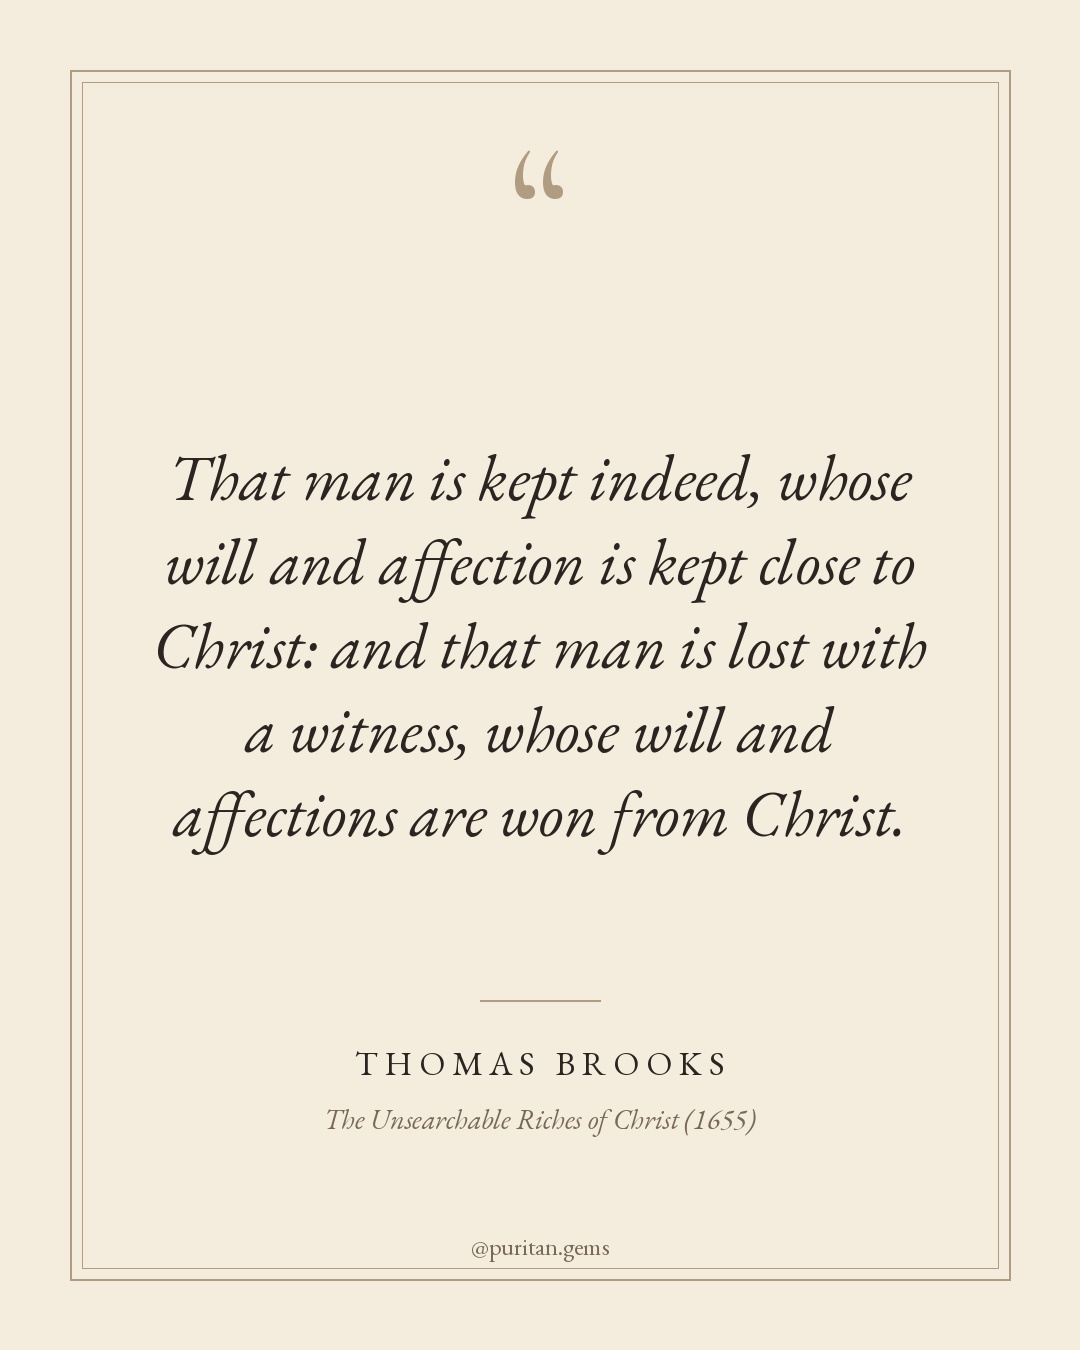 “
That man is kept indeed, whose
will and affection is kept close to
Christ: and that man is lost with
a witness, whose will and
affections are won from Christ.
THOMAS BROOKS
The Unsearchable Riches of Christ (1655)
@puritan.gems